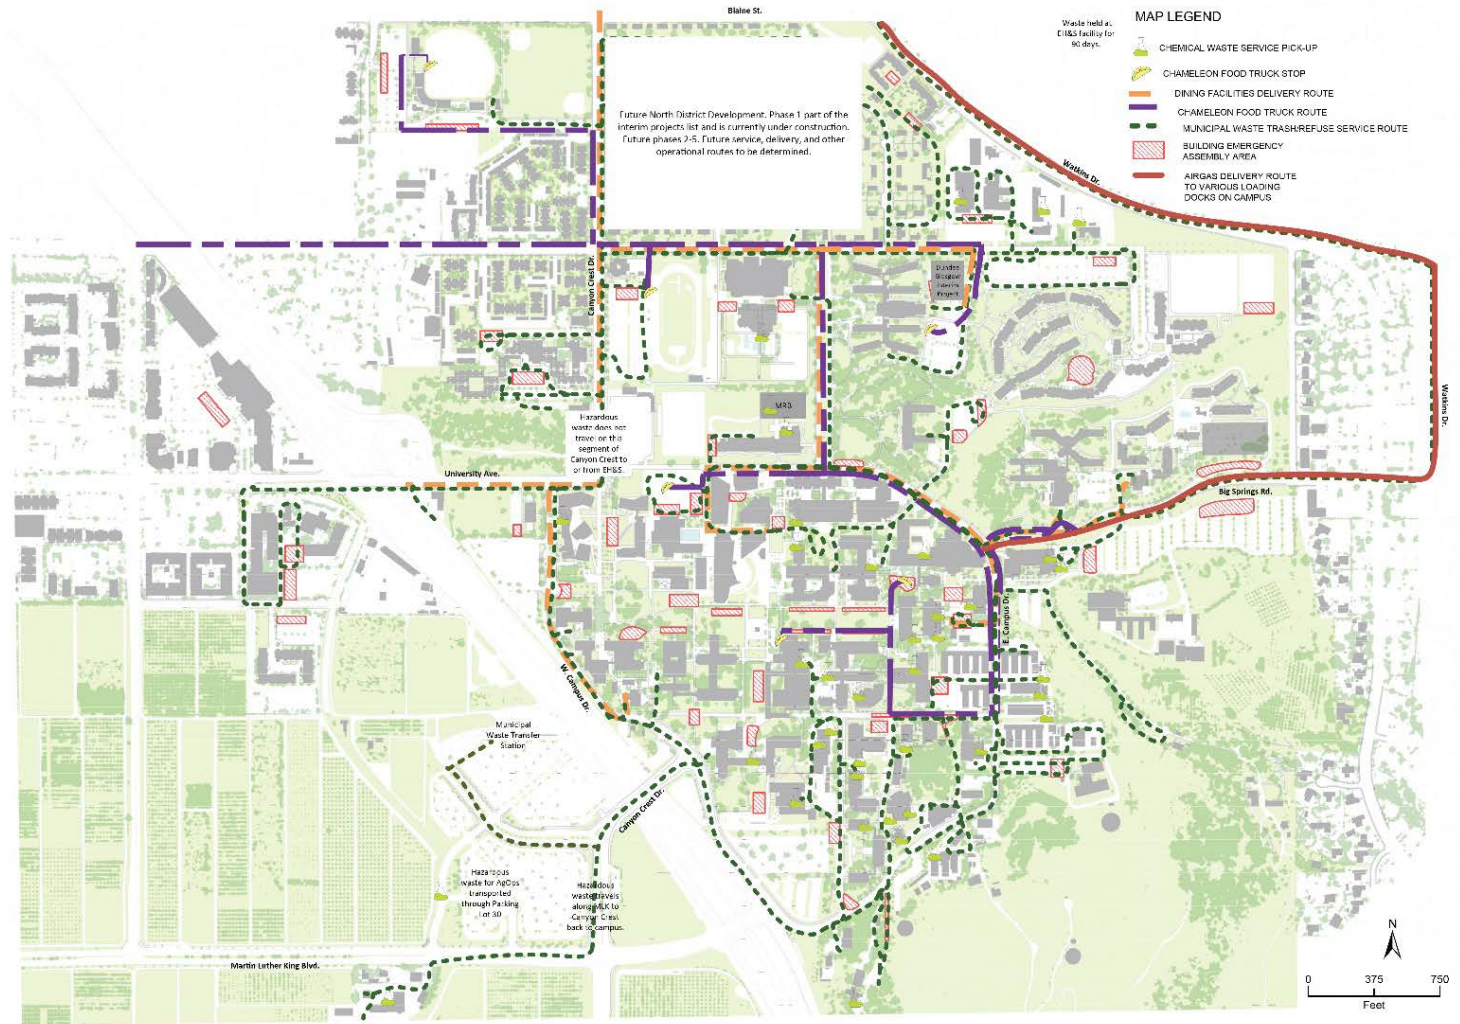 Blaine St.
Waste held at
EH&S facility for
90 days.
MAP LEGEND
CHEMICAL WASTE SERVICE PICK-UP
CHAMELEON FOOD TRUCK STOP
DINING FACILITIES DELIVERY ROUTE
CHAMELEON FOOD TRUCK ROUTE
MUNICIPAL WASTE TRASH/REFUSE SERVICE ROUTE
BUILDING EMERGENCY
ASSEMBLY AREA
AIRGAS DELIVERY ROUTE
TO VARIOUS LOADING
DOCKS ON CAMPUS
Future North District Development. Phase 1 part of the
interim projects list and is currently under construction.
Future phases 2-5. Future service, delivery, and other
operational routes to be determined.
Watkins Dr.
Canyon Crest Dr.
Dundee
Glasgow
Interim
Project
Watkins Dr.
MRB
Hazardous
waste does not
travel on this
segment of
Canyon Crest to
or from EH&S.
University Ave.
Big Springs Rd.
E. Campus Dr.
W. Campus Dr.
Municipal
Waste Transfer
Station
Canyon Crest Dr.
Hazardous
waste for AgOps
transported
through Parking
Lot 30
Hazardous
waste travels
along MLK to
Canyon Crest
back to campus.
Martin Luther King Blvd.
N
0 375 750
Feet